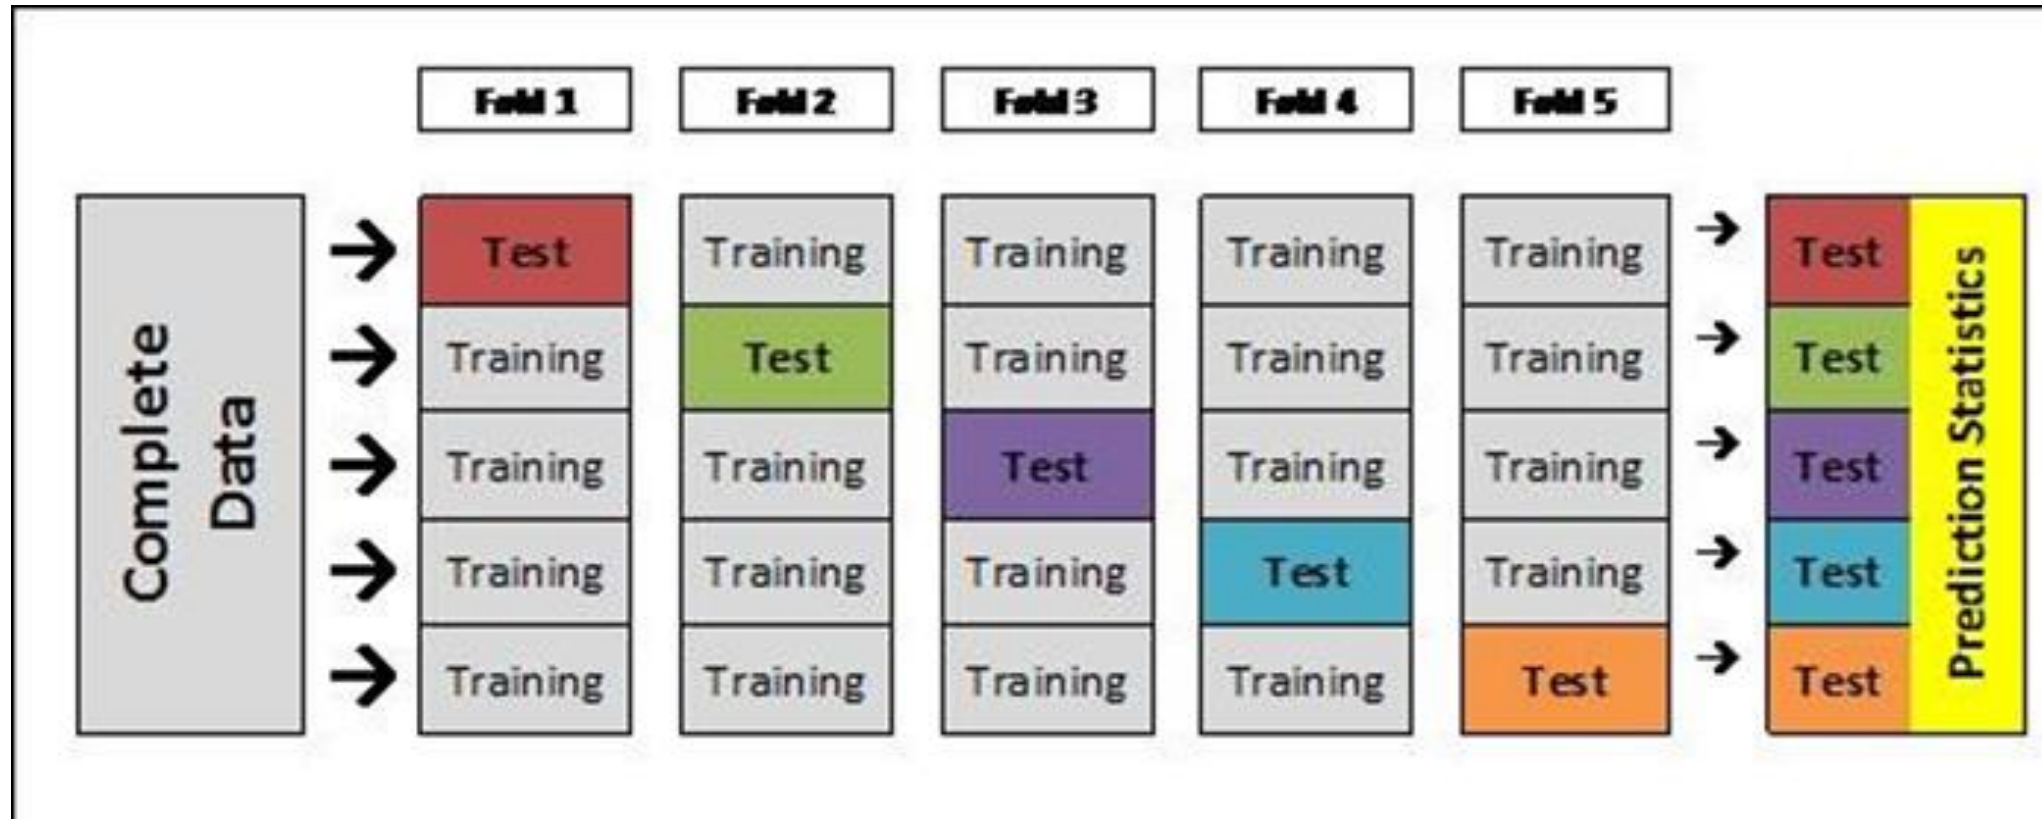 Fold 1 Fold 2 Fold 3 Fold 4 Fold 5
Complete
Data
Test Training Training Training Training Test
Training Test Training Training Training Test
Training Training Test Training Training Test
Training Training Training Test Training Test
Training Training Training Training Test Test
Prediction Statistics